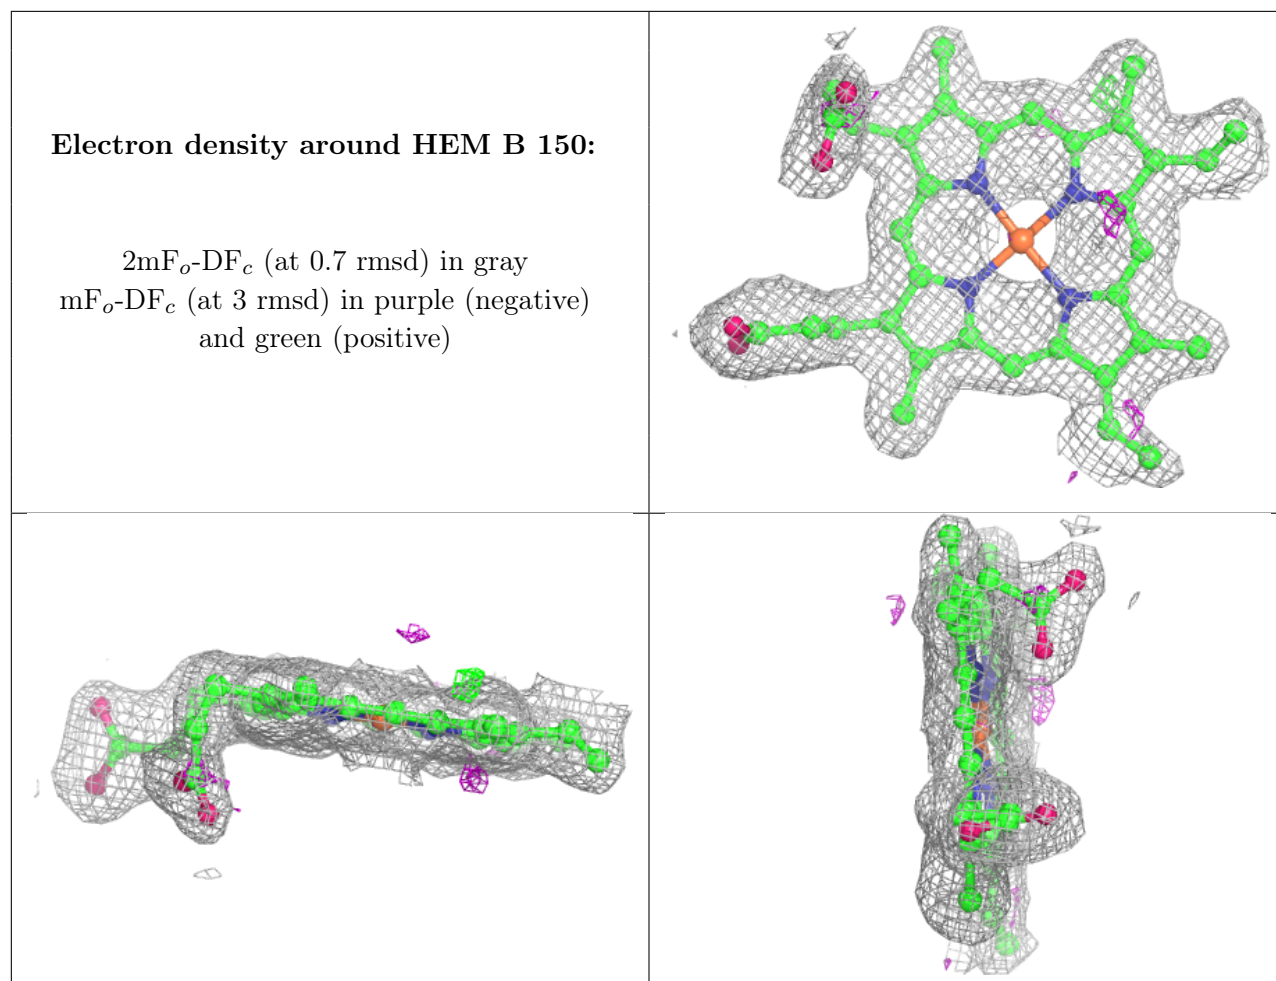 Electron density around HEM B 150:
2mFo-DFc (at 0.7 rmsd) in gray
mFo-DFc (at 3 rmsd) in purple (negative)
and green (positive)